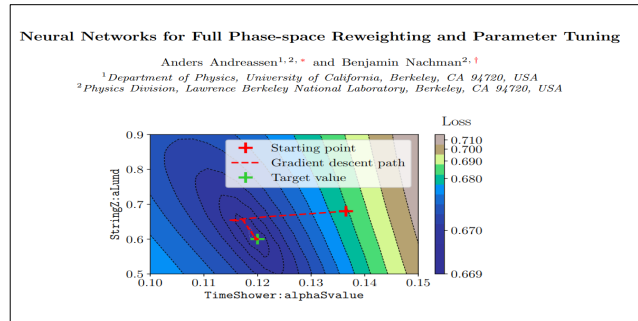 Neural Networks for Full Phase-space Reweighting and Parameter Tuning
Anders Andreassen1, 2, * and Benjamin Nachman2, †
1Department of Physics, University of California, Berkeley, CA 94720, USA
2Physics Division, Lawrence Berkeley National Laboratory, Berkeley, CA 94720, USA
Loss
0.9
0.8
0.7
0.6
0.5
StringZ:aLund
Starting point
Gradient descent path
Target value
0.10 0.11 0.12 0.13 0.14 0.15
TimeShower:alphaSvalue
0.710
0.700
0.690
0.680
0.670
0.669